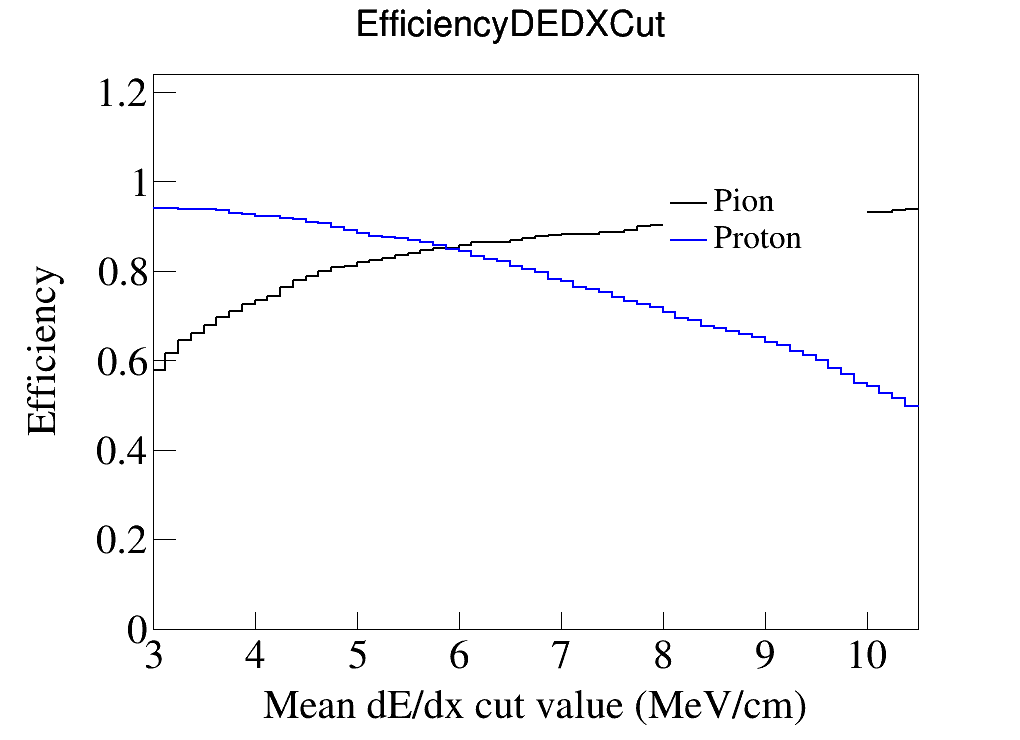 EfficiencyDEDXCut
1.2
1
0.8
0.6
0.4
0.2
0
Efficiency
Pion
Proton
3 4 5 6 7 8 9 10
Mean dE/dx cut value (MeV/cm)